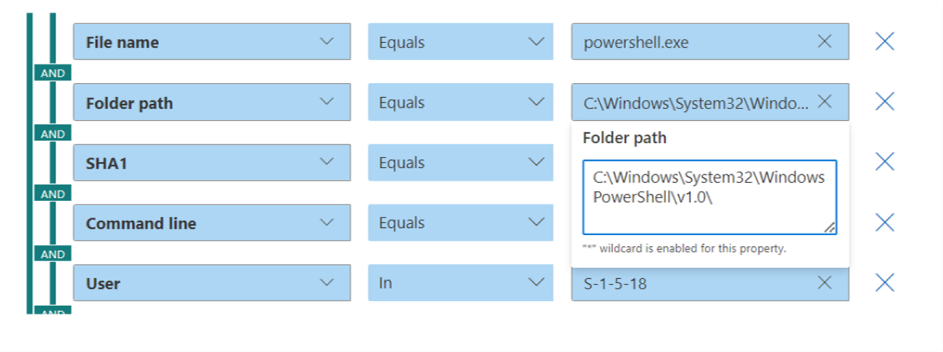 File name Equals powershell.exe
AND
Folder path Equals C:\Windows\System32\Windo...
AND
Folder path
SHA1 Equals
C:\Windows\System32\Windows
PowerShell\v1.0\
AND
Command line Equals
"*" wildcard is enabled for this property.
AND
User In S-1-5-18
AND